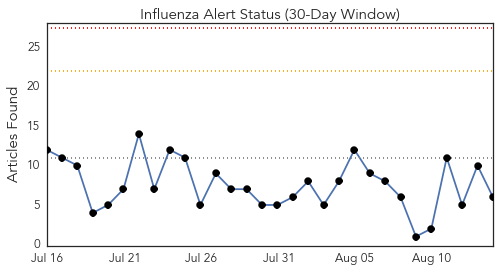 Influenza Alert Status (30-Day Window)
Articles Found
25
20
15
10
5
0
Jul 16 Jul 21 Jul 26 Jul 31 Aug 05 Aug 10